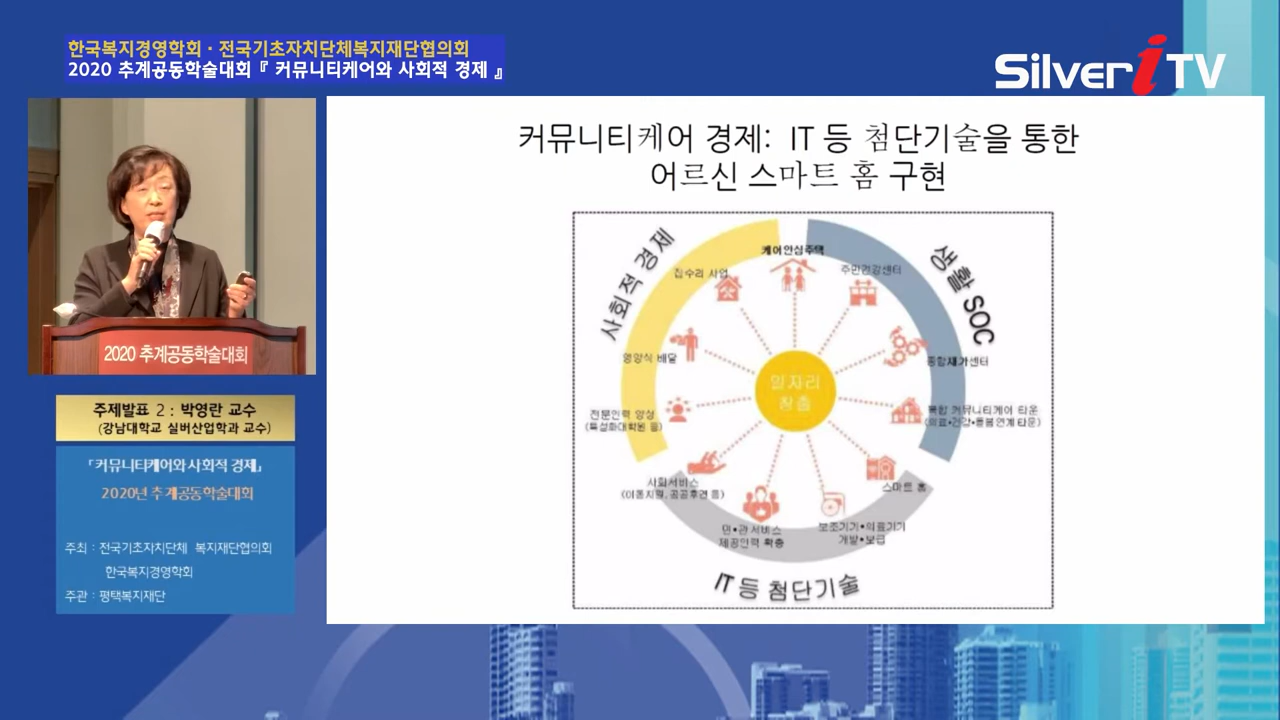 한국복지경영학회 · 전국기초자치단체복지재단협의회
2020 추계공동학술대회 『 커뮤니티케어와 사회적 경제 』
Silver i TV
2020 추계공동학술대회
주제발표 2 : 박영란 교수
(강남대학교 실버산업학과 교수)
『커뮤니티케어와 사회적 경제』
2020년 추계공동학술대회
주최 : 전국기초자치단체 복지재단협의회
한국복지경영학회
주관 : 평택복지재단
커뮤니티케어 경제: IT 등 첨단기술을 통한
어르신 스마트 홈 구현
사회적 경제
생활 SOC
IT 등 첨단기술
일자리
창출
케어안심주택
주민건강센터
종합재가센터
복합 커뮤니티케어 타운
(의료•건강•돌봄연계 타운)
스마트 홈
보조기기•의료기기
개발•보급
민•관 서비스
제공인력 확충
사회서비스
(이동지원, 공공후견 등)
전문인력 양성
(특성화대학원 등)
영양식 배달
집수리 사업